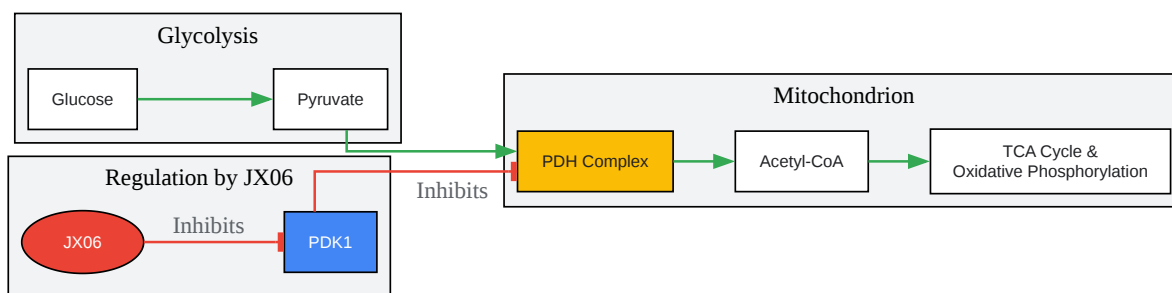 Glycolysis
Glucose
Pyruvate
Mitochondrion
PDH Complex
Acetyl-CoA
TCA Cycle &
Oxidative Phosphorylation
Inhibits
Regulation by JX06
JX06
Inhibits
PDK1